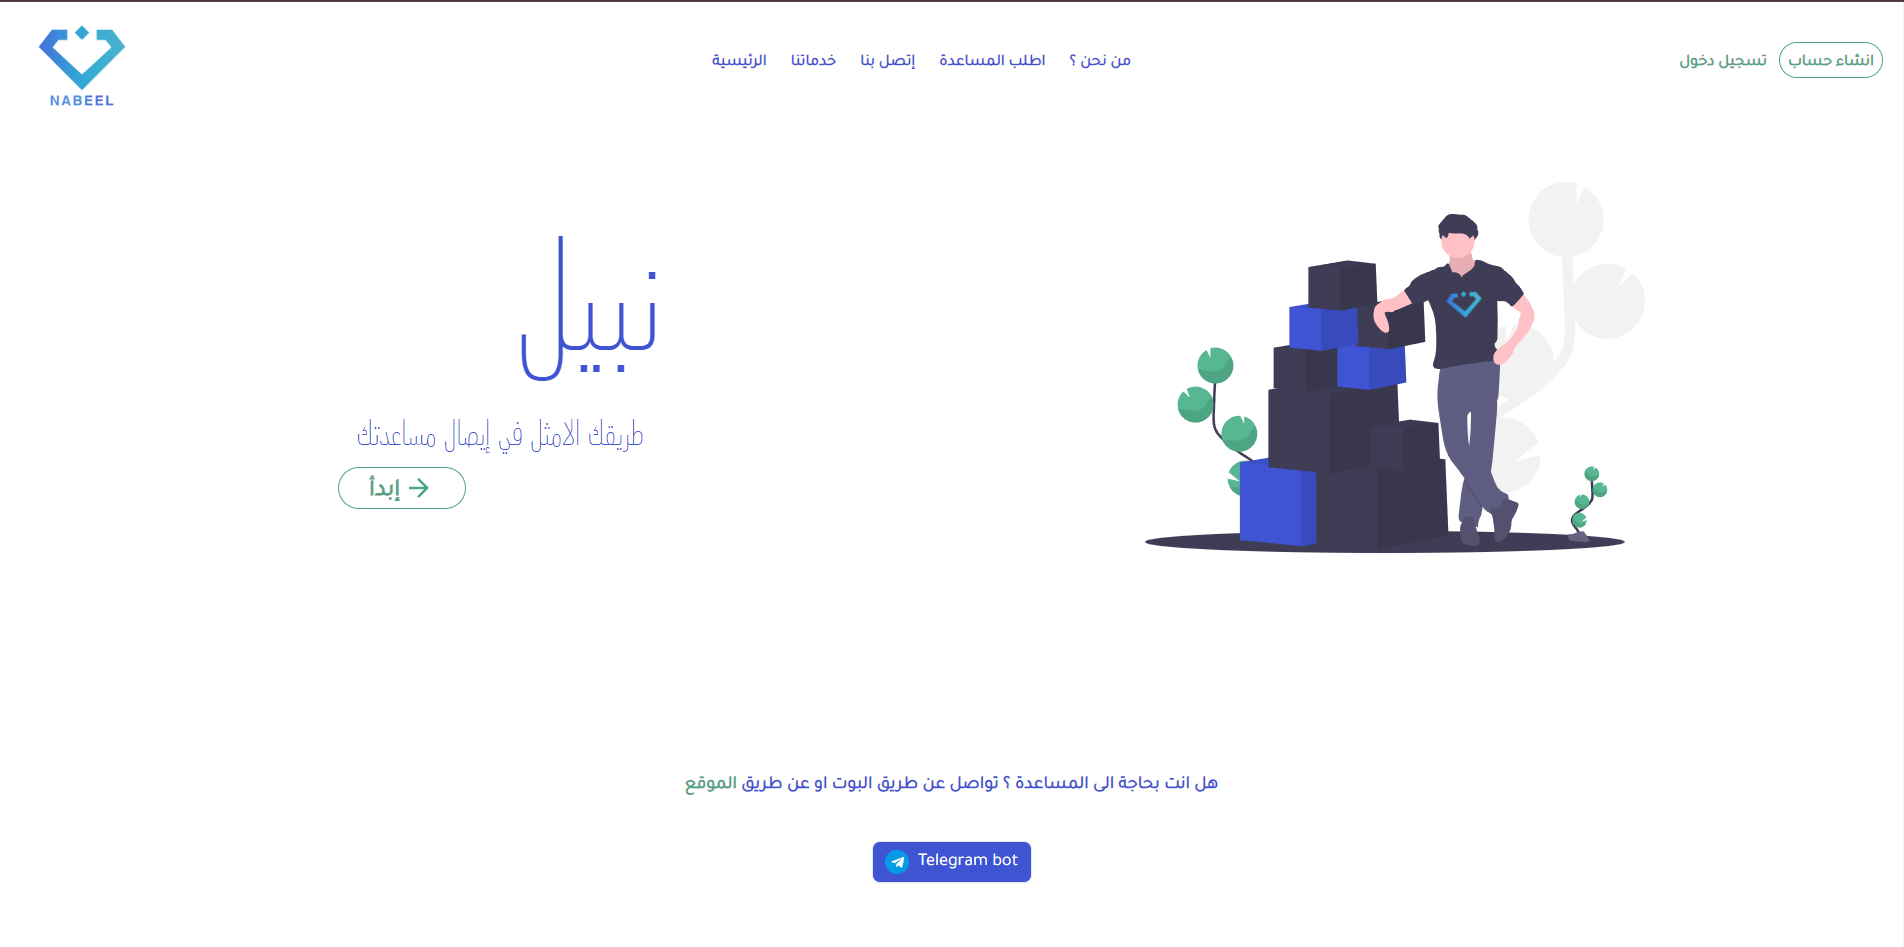 NABEEL
الرئيسية
خدماتنا
إتصل بنا
اطلب المساعدة
من نحن ؟
تسجيل دخول
انشاء حساب
نبيل
طريقك الامثل في إيصال مساعدتك
إبدأ
هل انت بحاجة الى المساعدة ؟ تواصل عن طريق البوت او عن طريق الموقع
Telegram bot